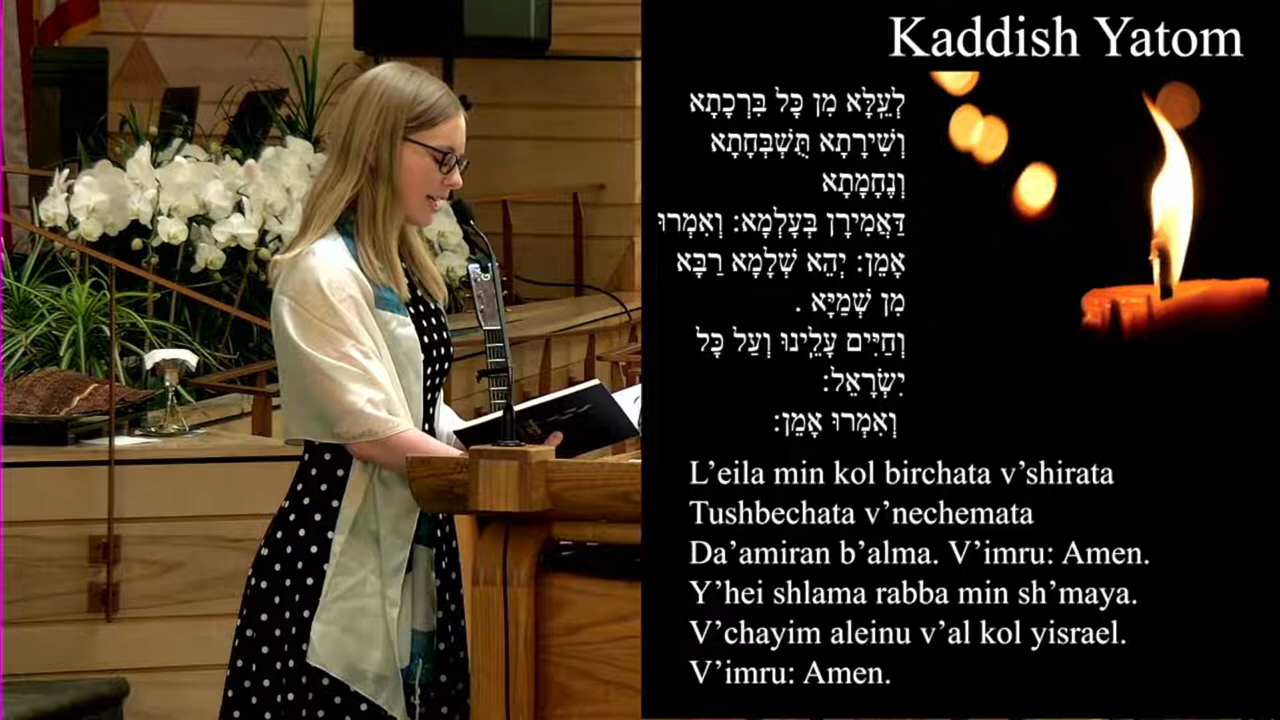 Kaddish Yatom
לְעֵֽלָּא מִן כָּל בִּרְכָתָא
וְשִׁירָתָא תֻּשְׁבְּחָתָא
וְנֶחָמָתָא
דַּאֲמִירָן בְּעָלְמָא: וְאִמְרוּ
אָמֵן: יְהֵא שְׁלָמָא רַבָּא
מִן שְׁמַיָּא .
וְחַיִּים עָלֵֽינוּ וְעַל כָּל
יִשְׂרָאֵל:
וְאִמְרוּ אָמֵן:
L’eila min kol birchata v’shirata
Tushbechata v’nechemata
Da’amiran b’alma. V’imru: Amen.
Y’hei shlama rabba min sh’maya.
V’chayim aleinu v’al kol yisrael.
V’imru: Amen.